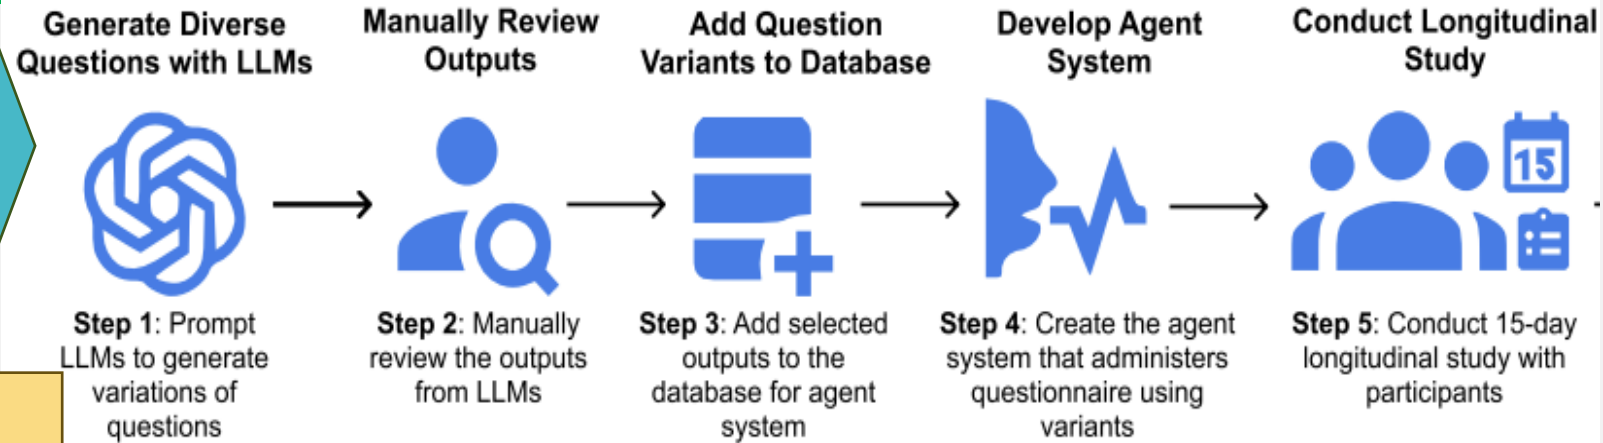 Generate Diverse
Questions with LLMs
Manually Review
Outputs
Add Question
Variants to Database
Develop Agent
System
Conduct Longitudinal
Study
15
Step 1: Prompt
LLMs to generate
variations of
questions
Step 2: Manually
review the outputs
from LLMs
Step 3: Add selected
outputs to the
database for agent
system
Step 4: Create the agent
system that administers
questionnaire using
variants
Step 5: Conduct 15-day
longitudinal study with
participants